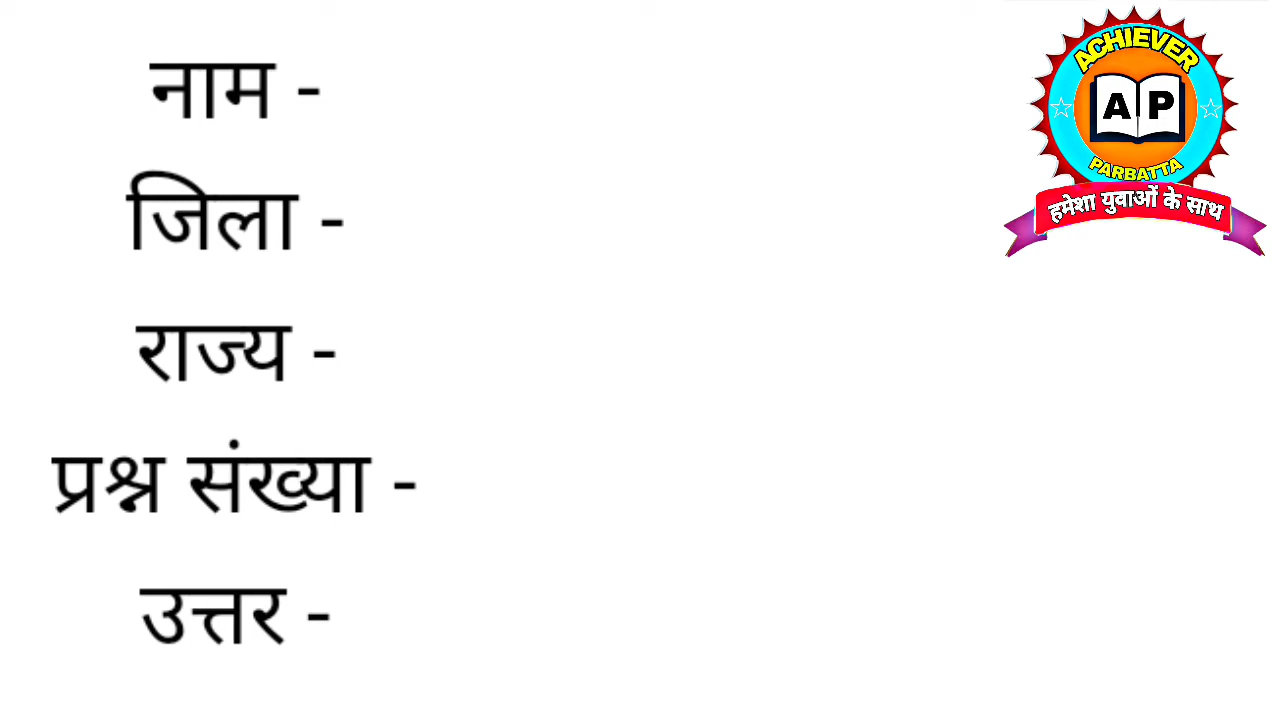 नाम -
जिला -
राज्य -
प्रश्न संख्या -
उत्तर -
ACHIEVER
A P
PARBATTA
हमेशा युवाओं के साथ